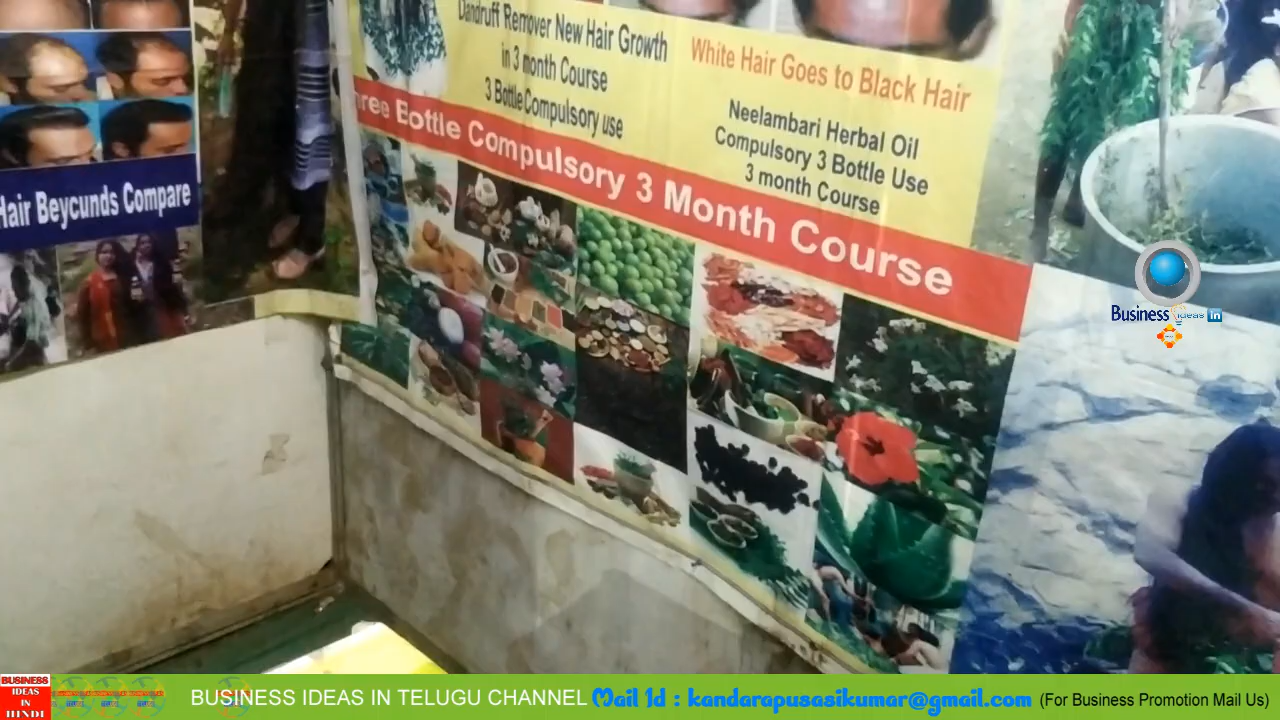 Dandruff Remover New Hair Growth
in 3 month Course
3 Bottle Compulsory use
White Hair Goes to Black Hair
Neelambari Herbal Oil
Compulsory 3 Bottle Use
3 month Course
Three Bottle Compulsory 3 Month Course
Hair Beycunds Compare
Business ideas in
BUSINESS
IDEAS
IN
HINDI
BUSINESS IDEAS IN TELUGU CHANNEL
Mail Id : kandarapusasikumar@gmail.com
(For Business Promotion Mail Us)